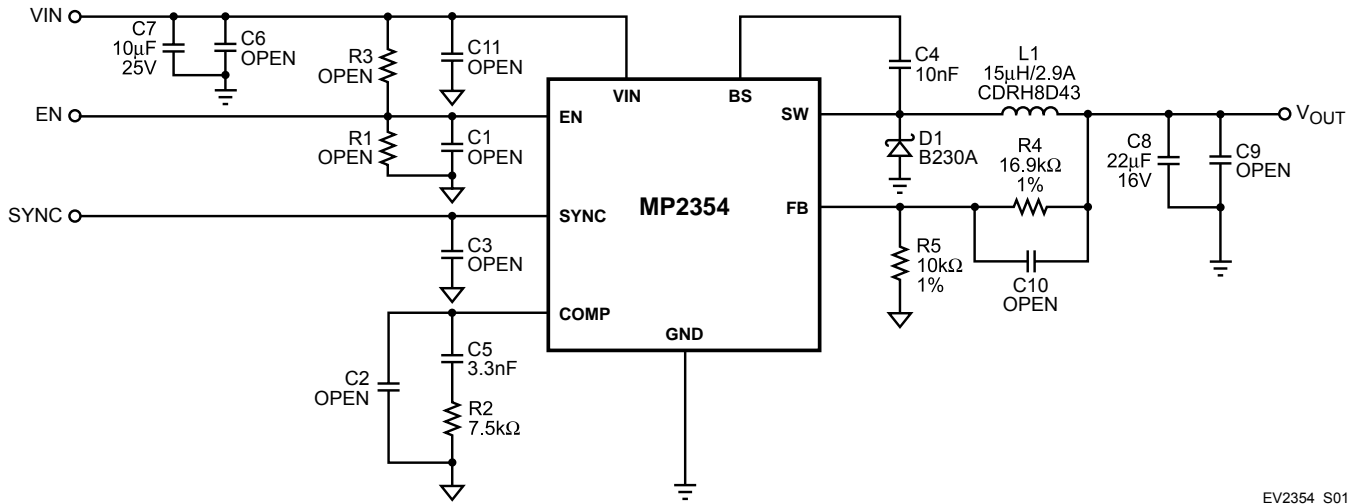 VIN
C7
10μF
25V
C6
OPEN
R3
OPEN
C11
OPEN
EN
R1
OPEN
C1
OPEN
SYNC
C3
OPEN
C2
OPEN
C5
3.3nF
R2
7.5kΩ
VIN
BS
EN
SW
SYNC
MP2354
FB
COMP
GND
C4
10nF
L1
15μH/2.9A
CDRH8D43
D1
B230A
R4
16.9kΩ
1%
R5
10kΩ
1%
C10
OPEN
C8
22μF
16V
C9
OPEN
VOUT
EV2354_S01